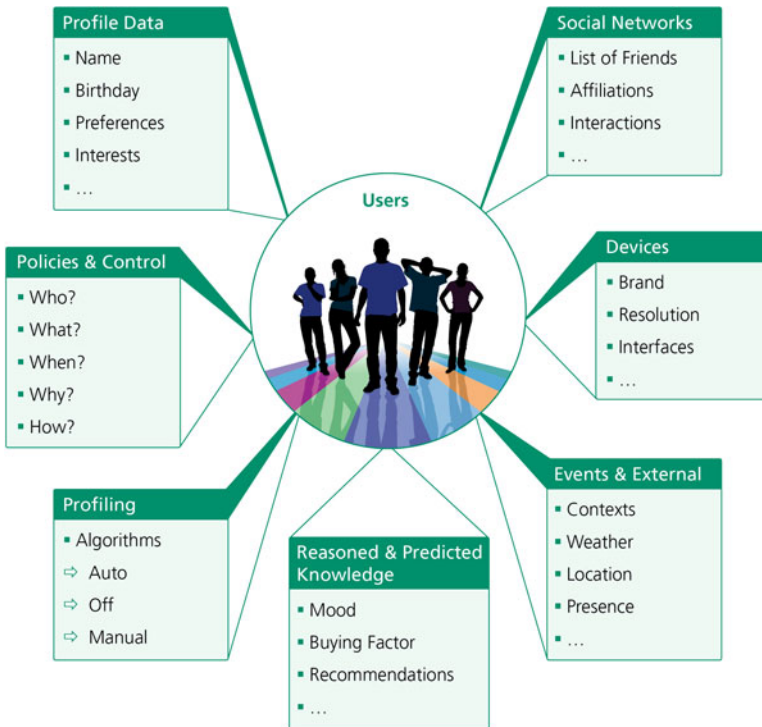 Profile Data
▪ Name
▪ Birthday
▪ Preferences
▪ Interests
▪ …
Social Networks
▪ List of Friends
▪ Affiliations
▪ Interactions
▪ …
Users
Policies & Control
▪ Who?
▪ What?
▪ When?
▪ Why?
▪ How?
Devices
▪ Brand
▪ Resolution
▪ Interfaces
▪ …
Profiling
▪ Algorithms
⇨ Auto
⇨ Off
⇨ Manual
Reasoned & Predicted
Knowledge
▪ Mood
▪ Buying Factor
▪ Recommendations
▪ …
Events & External
▪ Contexts
▪ Weather
▪ Location
▪ Presence
▪ …